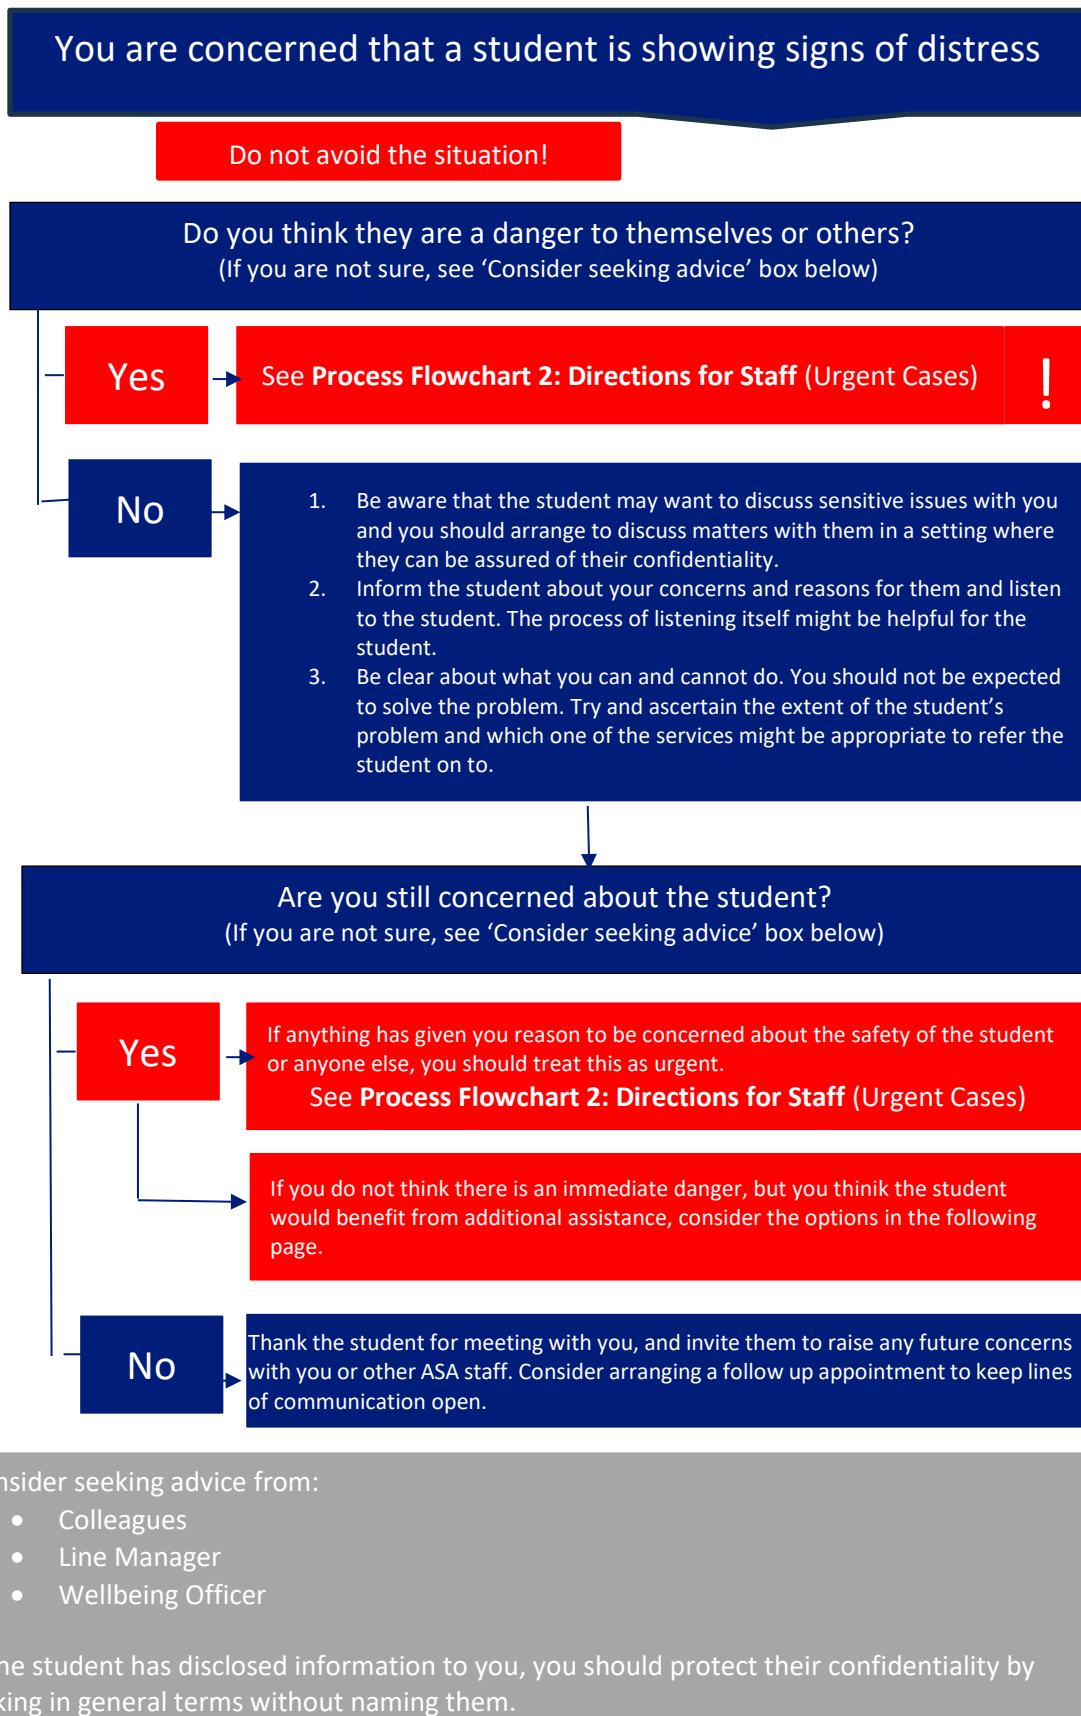 You are concerned that a student is showing signs of distress
Do not avoid the situation!
Do you think they are a danger to themselves or others?
(If you are not sure, see ‘Consider seeking advice’ box below)
Yes
See Process Flowchart 2: Directions for Staff (Urgent Cases)
!
No
1. Be aware that the student may want to discuss sensitive issues with you
and you should arrange to discuss matters with them in a setting where
they can be assured of their confidentiality.
2. Inform the student about your concerns and reasons for them and listen
to the student. The process of listening itself might be helpful for the
student.
3. Be clear about what you can and cannot do. You should not be expected
to solve the problem. Try and ascertain the extent of the student’s
problem and which one of the services might be appropriate to refer the
student on to.
Are you still concerned about the student?
(If you are not sure, see ‘Consider seeking advice’ box below)
Yes
If anything has given you reason to be concerned about the safety of the student
or anyone else, you should treat this as urgent.
See Process Flowchart 2: Directions for Staff (Urgent Cases)
If you do not think there is an immediate danger, but you thinik the student
would benefit from additional assistance, consider the options in the following
page.
No
Thank the student for meeting with you, and invite them to raise any future concerns
with you or other ASA staff. Consider arranging a follow up appointment to keep lines
of communication open.
nsider seeking advice from:
• Colleagues
• Line Manager
• Wellbeing Officer
he student has disclosed information to you, you should protect their confidentiality by
king in general terms without naming them.